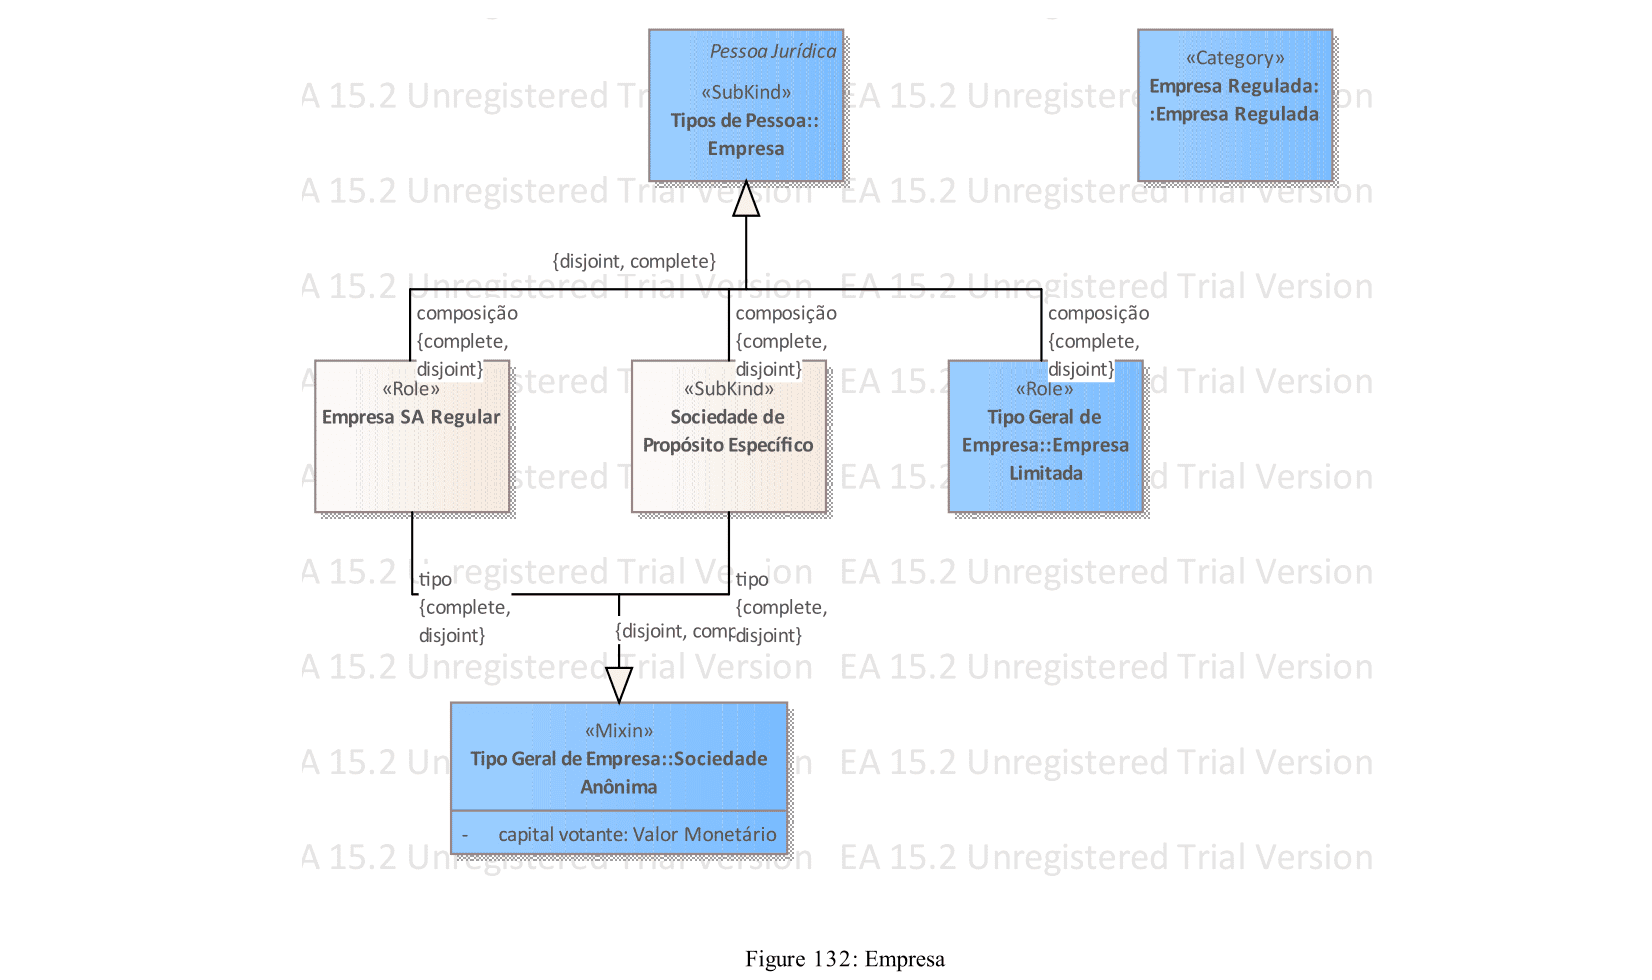 Pessoa Jurídica
«SubKind»
Tipos de Pessoa::
Empresa
«Category»
Empresa Regulada:
:Empresa Regulada
{disjoint, complete}
composição
{complete,
disjoint}
«Role»
Empresa SA Regular
composição
{complete,
disjoint}
«SubKind»
Sociedade de
Propósito Específico
composição
{complete,
disjoint}
«Role»
Tipo Geral de
Empresa::Empresa
Limitada
tipo
{complete,
disjoint}
tipo
{complete,
disjoint}
{disjoint,
«Mixin»
Tipo Geral de Empresa::Sociedade
Anônima
- capital votante: Valor Monetário
EA 15.2 Unregistered Trial Version
Figure 132: Empresa